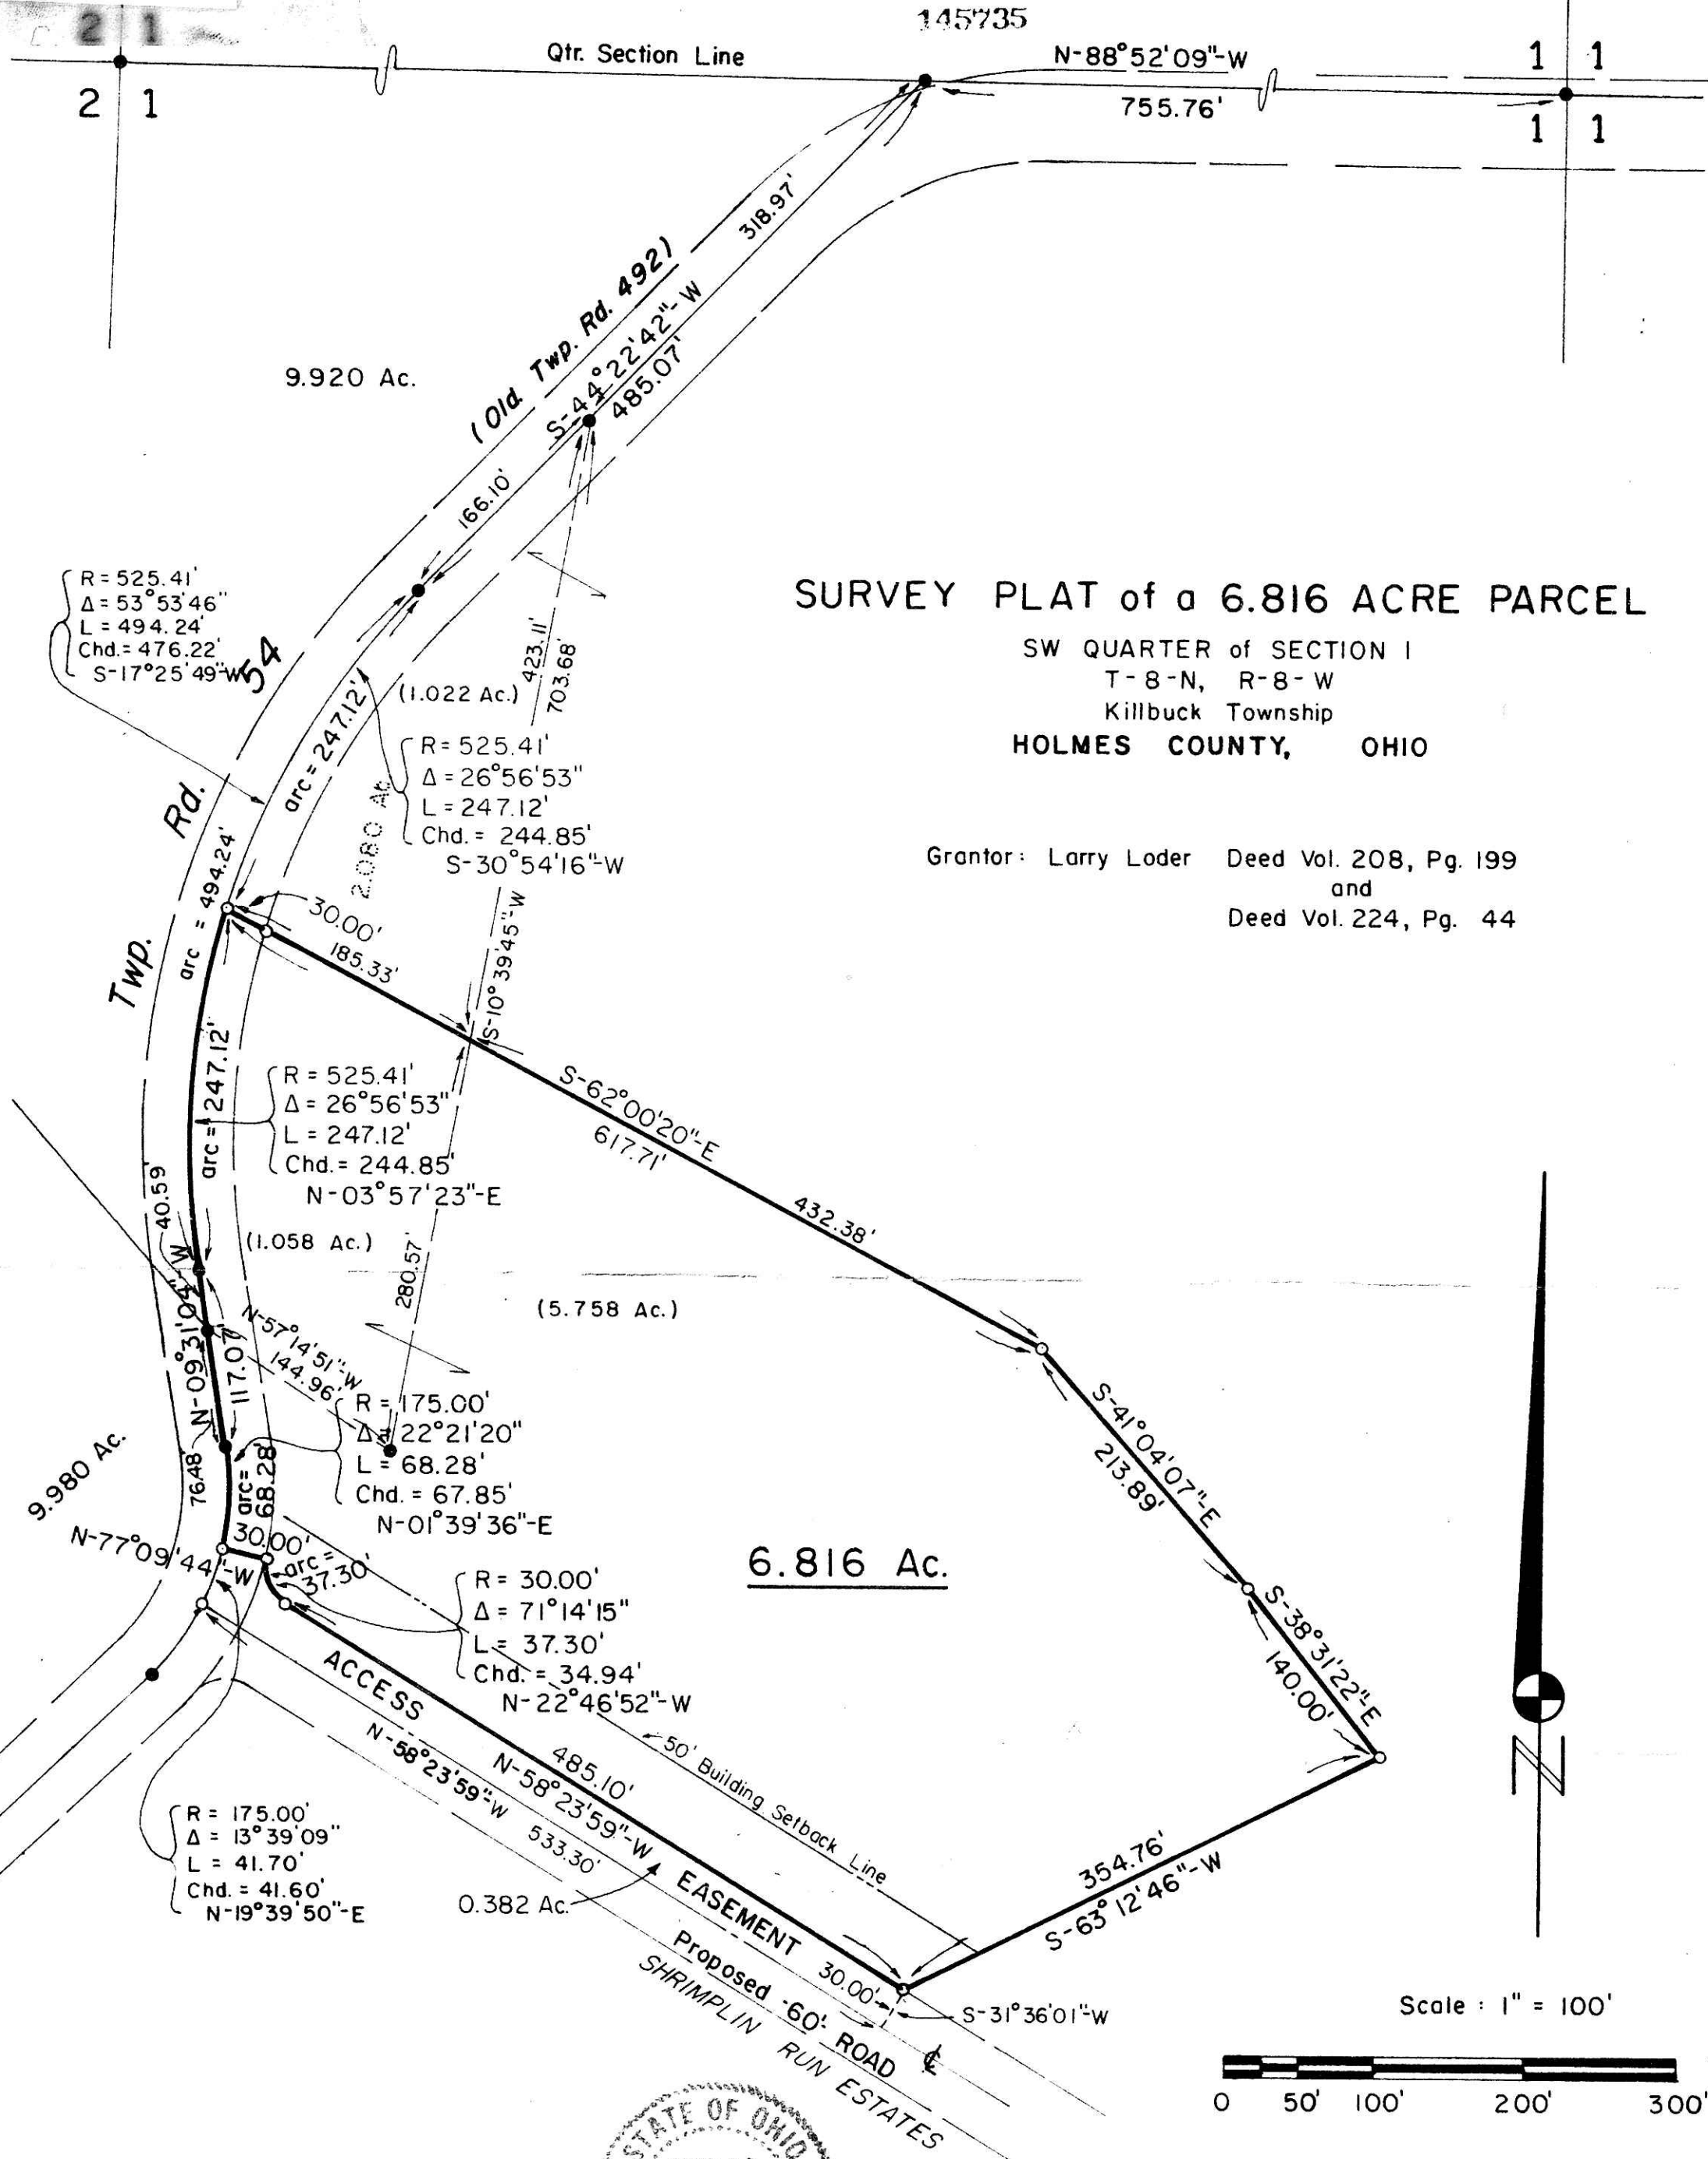 145735
2 1
Qtr. Section Line
N-88°52'09"-W
755.76'
1 1
2 1
1 1
318.97'
(Old. Twp. Rd. 492)
S-44°22'42"-W
485.07'
9.920 Ac.
166.10'
R = 525.41'
Δ = 53°53'46"
L = 494.24'
Chd. = 476.22'
S-17°25'49"-W
SURVEY PLAT of a 6.816 ACRE PARCEL
SW QUARTER of SECTION 1
T-8-N, R-8-W
Killbuck Township
HOLMES COUNTY, OHIO
Grantor: Larry Loder Deed Vol. 208, Pg. 199
and
Deed Vol. 224, Pg. 44
Twp. Rd. 54
423.11'
703.68'
(1.022 Ac.)
arc = 247.12'
R = 525.41'
Δ = 26°56'53"
L = 247.12'
Chd. = 244.85'
S-30°54'16"-W
2.080 Ac.
arc = 494.24'
30.00'
185.33'
S-10°39'45"-W
arc = 247.12'
R = 525.41'
Δ = 26°56'53"
L = 247.12'
Chd. = 244.85'
N-03°57'23"-E
S-62°00'20"-E
617.71'
432.38'
40.59'
(1.058 Ac.)
280.57'
(5.758 Ac.)
N-09°31'04"-W
117.07'
N-57°14'51"-W
144.96'
R = 175.00'
Δ = 22°21'20"
L = 68.28'
Chd. = 67.85'
N-01°39'36"-E
S-41°04'07"-E
213.89'
9.980 Ac.
76.48'
arc = 68.28'
N-77°09'44"-W
30.00'
arc = 37.30'
R = 30.00'
Δ = 71°14'15"
L = 37.30'
Chd. = 34.94'
N-22°46'52"-W
6.816 Ac.
S-38°31'22"-E
140.00'
ACCESS EASEMENT
N-58°23'59"-W
533.30'
485.10'
N-58°23'59"-W
50' Building Setback Line
R = 175.00'
Δ = 13°39'09"
L = 41.70'
Chd. = 41.60'
N-19°39'50"-E
0.382 Ac.
354.76'
S-63°12'46"-W
N
30.00'
S-31°36'01"-W
Proposed -60'- ROAD ℄
SHRIMPLIN RUN ESTATES
Scale : 1" = 100'
0 50' 100' 200' 300'
STATE OF OHIO